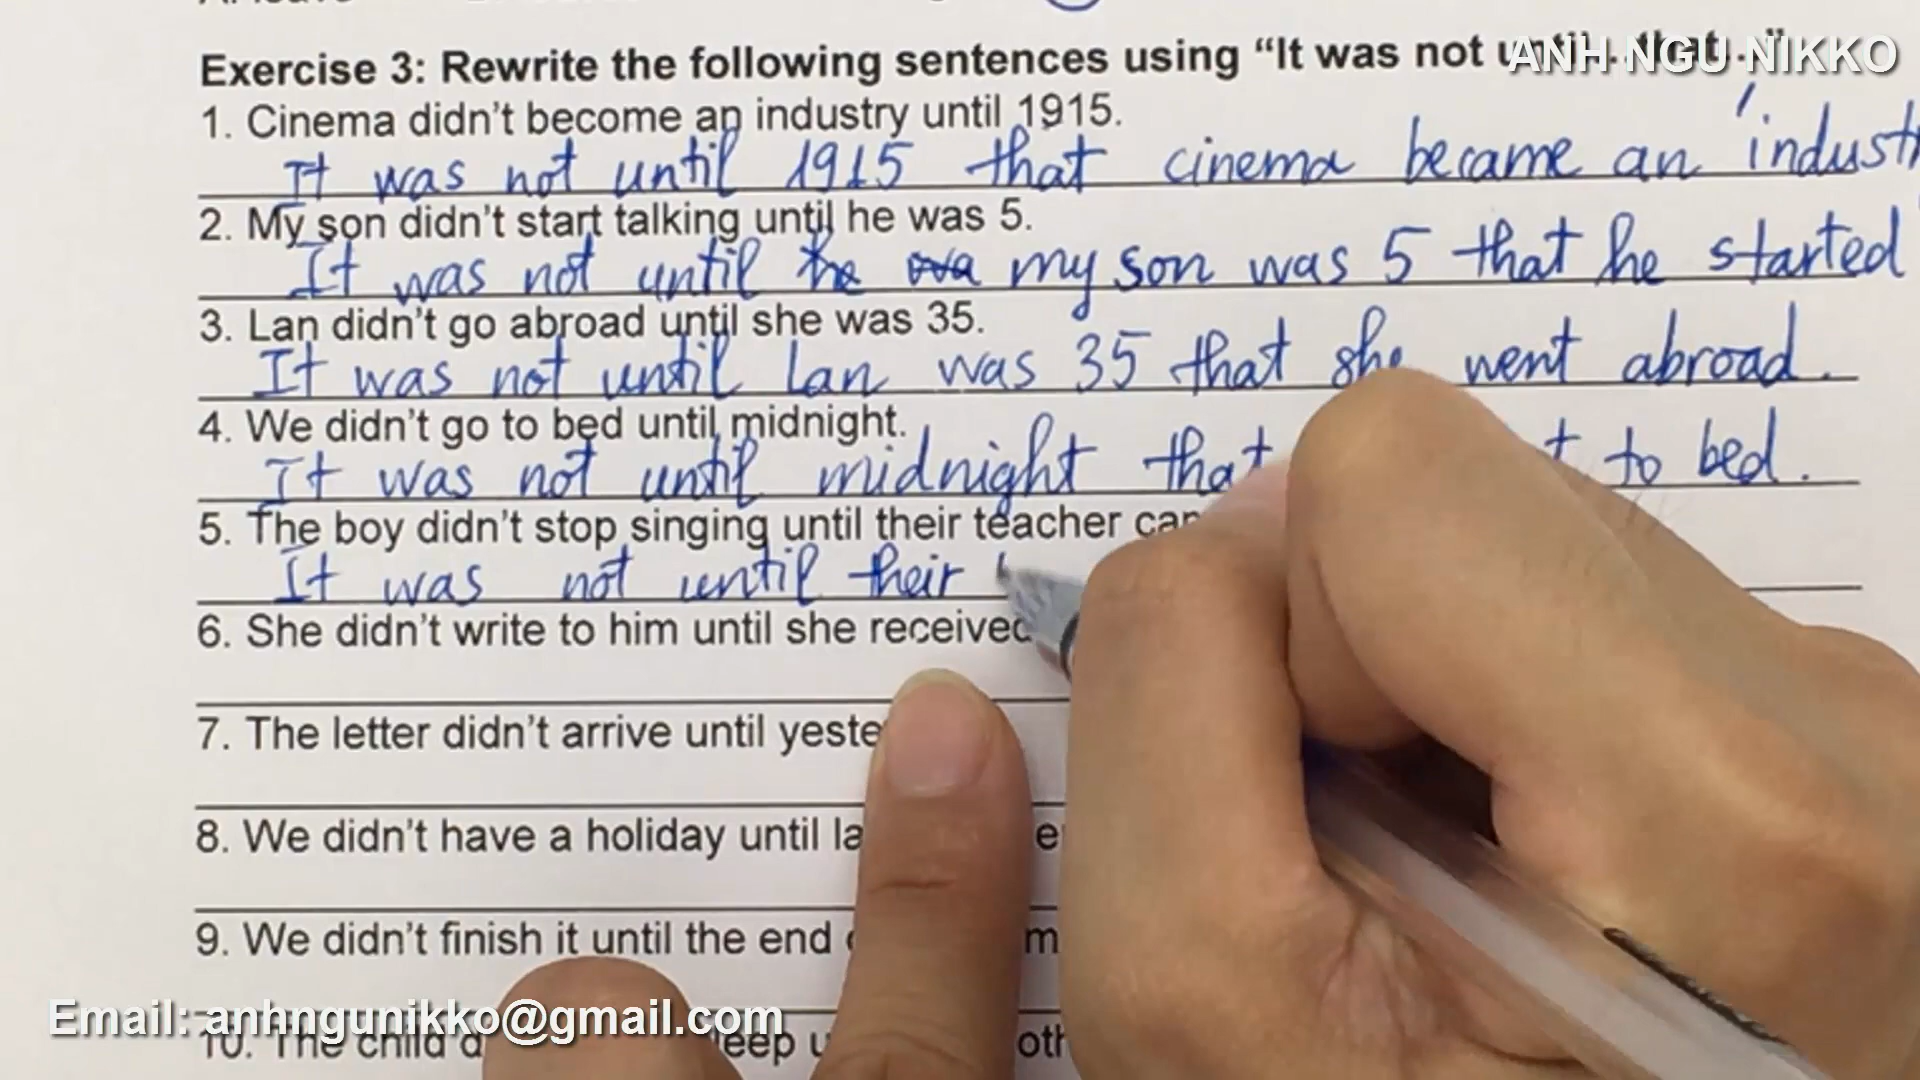 Exercise 3: Rewrite the following sentences using “It was not until...that...”
ANH NGU NIKKO
1. Cinema didn’t become an industry until 1915.
It was not until 1915 that cinema became an industr
2. My son didn’t start talking until he was 5.
It was not until my son was 5 that he started
3. Lan didn’t go abroad until she was 35.
It was not until Lan was 35 that she went abroad.
4. We didn’t go to bed until midnight.
It was not until midnight that to bed.
5. The boy didn’t stop singing until their teacher
It was not until their
6. She didn’t write to him until she received
7. The letter didn’t arrive until
8. We didn’t have a holiday until
9. We didn’t finish it until the end
Email: anhngunikko@gmail.com
10. The child